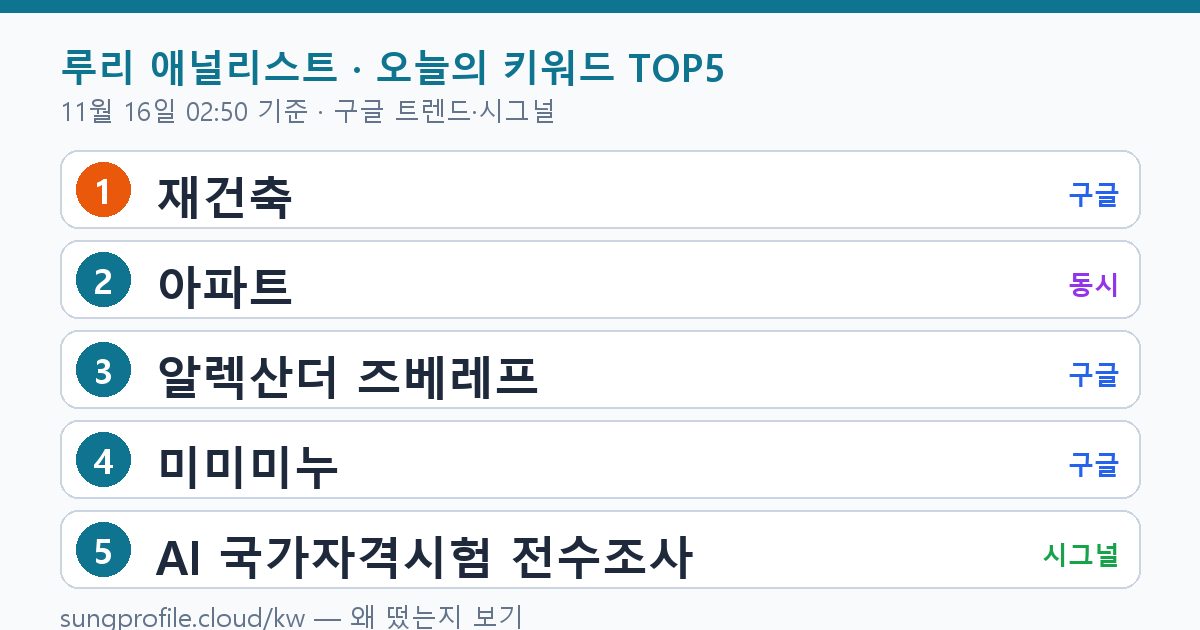 루리 애널리스트 · 오늘의 키워드 TOP5
11월 16일 02:50 기준 · 구글 트렌드·시그널
1 재건축 구글
2 아파트 동시
3 알렉산더 즈베레프 구글
4 미미미누 구글
5 AI 국가자격시험 전수조사 시그널
sungprofile.cloud/kw — 왜 떴는지 보기